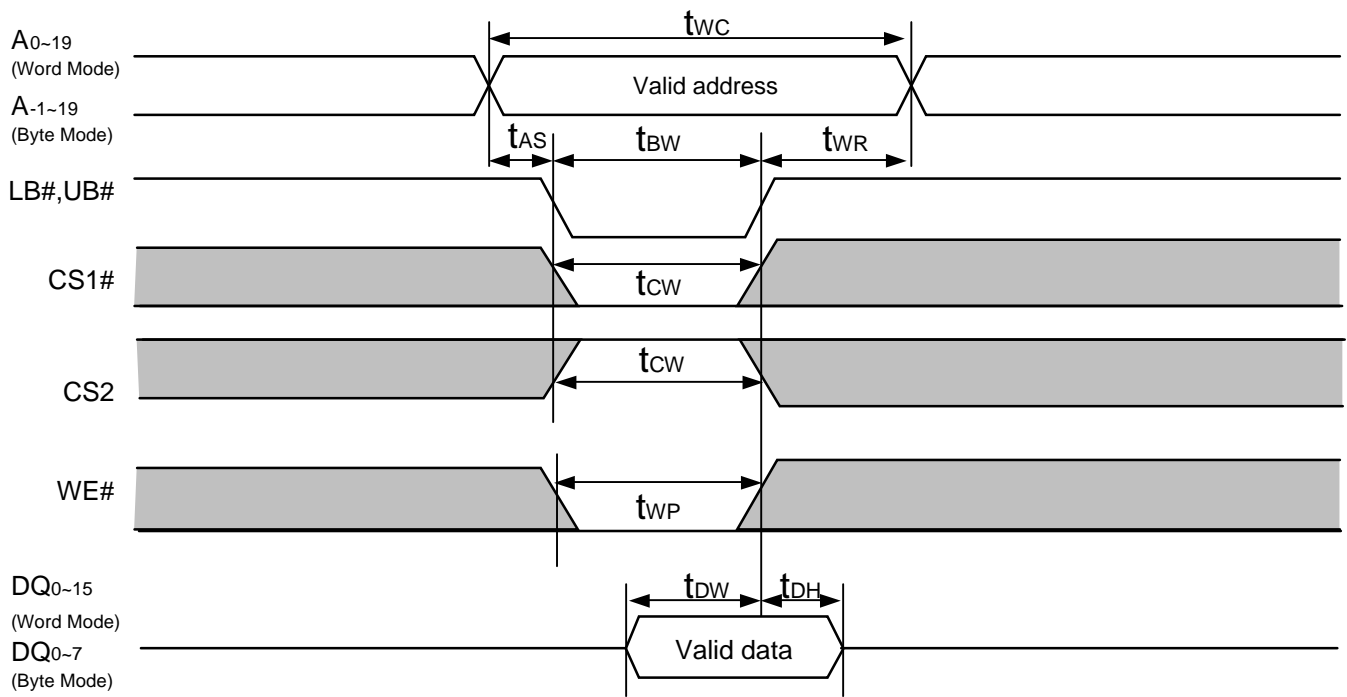 tWC
A0~19
(Word Mode)
Valid address
A-1~19
(Byte Mode)
tAS
tBW
tWR
LB#,UB#
CS1#
tCW
CS2
tCW
WE#
tWP
DQ0~15
(Word Mode)
tDW
tDH
DQ0~7
(Byte Mode)
Valid data